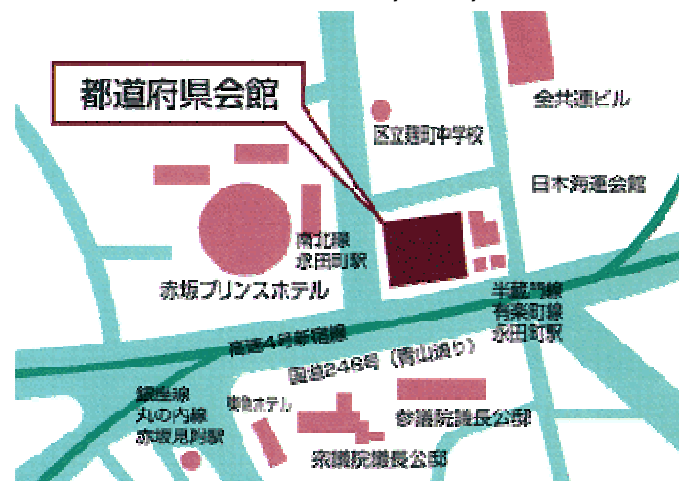 都道府県会館
全共連ビル
区立麹町中学校
日本海運会館
南北線
永田町駅
赤坂プリンスホテル
半蔵門線
有楽町線
永田町駅
高速4号新宿線
国道246号(青山通り)
銀座線
丸の内線
赤坂見附駅
東急ホテル
参議院議長公邸
衆議院議長公邸